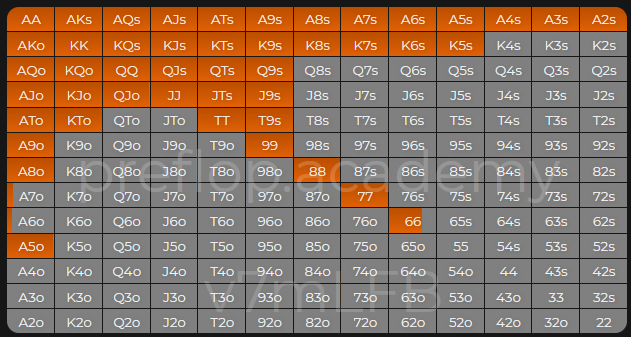 AA AKs AQs AJs ATs A9s A8s A7s A6s A5s A4s A3s A2s
AKo KK KQs KJs KTs K9s K8s K7s K6s K5s K4s K3s K2s
AQo KQo QQ QJs QTs Q9s Q8s Q7s Q6s Q5s Q4s Q3s Q2s
AJo KJo QJo JJ JTs J9s J8s J7s J6s J5s J4s J3s J2s
ATo KTo QTo JTo TT T9s T8s T7s T6s T5s T4s T3s T2s
A9o K9o Q9o J9o T9o 99 98s 97s 96s 95s 94s 93s 92s
A8o K8o Q8o J8o T8o 98o 88 87s 86s 85s 84s 83s 82s
preflop.academy
A7o K7o Q7o J7o T7o 97o 87o 77 76s 75s 74s 73s 72s
A6o K6o Q6o J6o T6o 96o 86o 76o 66 65s 64s 63s 62s
A5o K5o Q5o J5o T5o 95o 85o 75o 65o 55 54s 53s 52s
A4o K4o Q4o J4o T4o 94o 84o 74o 64o 54o 44 43s 42s
A3o K3o Q3o J3o T3o 93o 83o 73o 63o 53o 43o 33 32s
v7mLFB
A2o K2o Q2o J2o T2o 92o 82o 72o 62o 52o 42o 32o 22